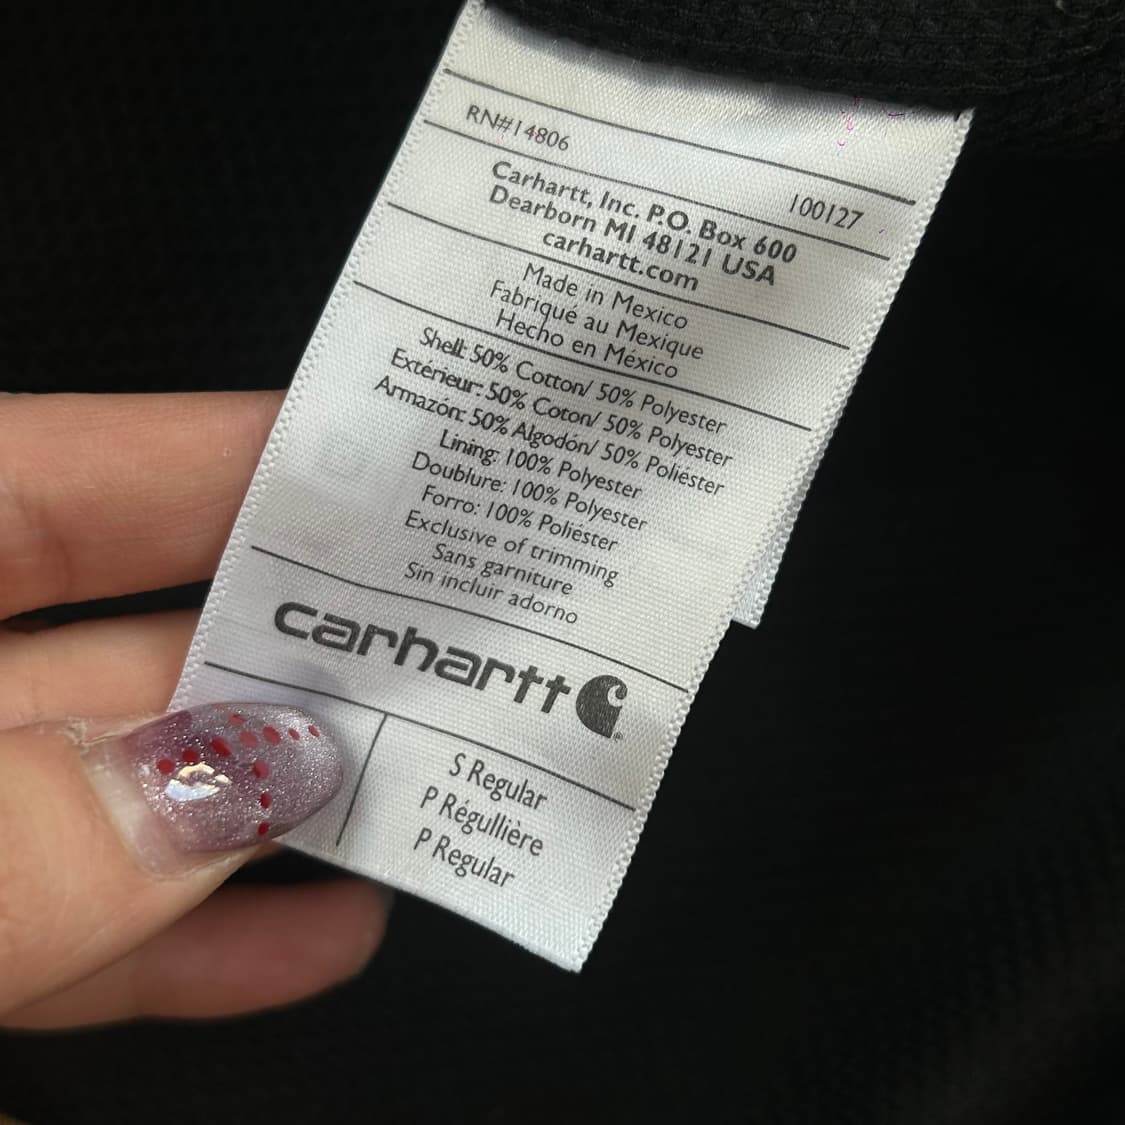 RN#14806
100127
Carhartt, Inc. P.O. Box 600
Dearborn MI 48121 USA
carhartt.com
Made in Mexico
Fabriqué au Mexique
Hecho en México
Shell: 50% Cotton/ 50% Polyester
Extérieur: 50% Coton/ 50% Polyester
Armazón: 50% Algodón/ 50% Poliéster
Lining: 100% Polyester
Doublure: 100% Polyester
Forro: 100% Poliéster
Exclusive of trimming
Sans garniture
Sin incluir adorno
carhartt
S Regular
P Régullière
P Regular